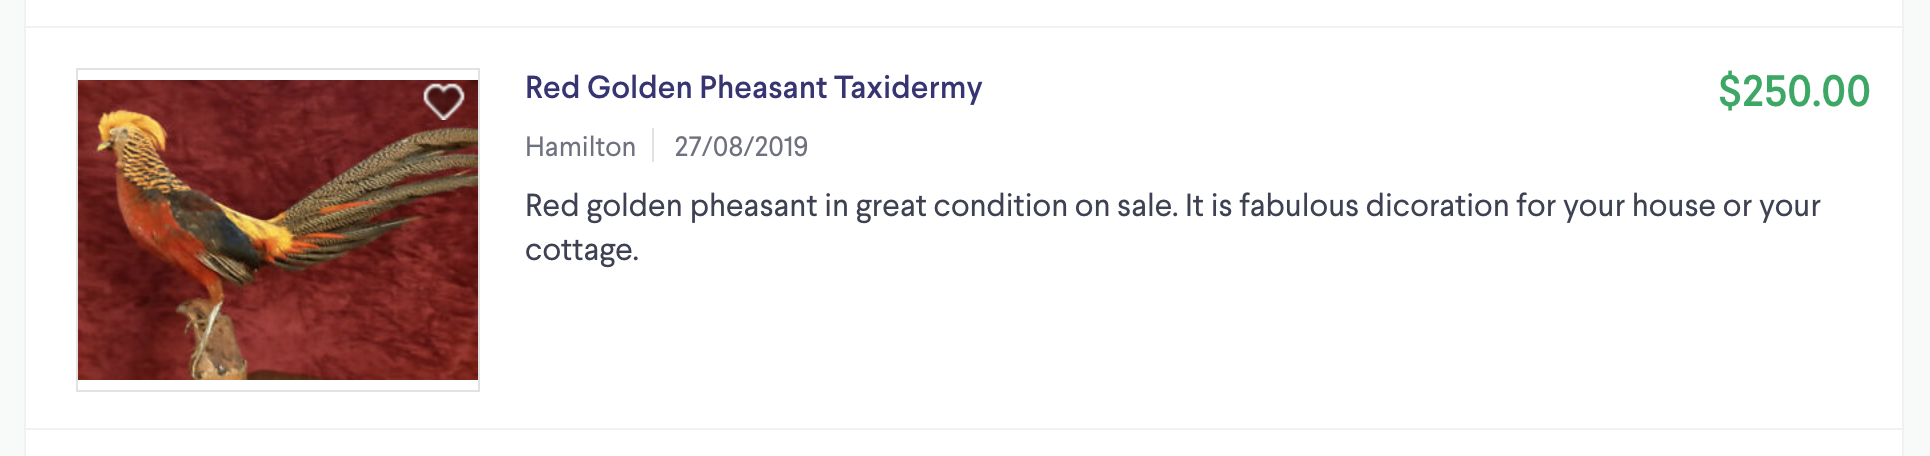 Red Golden Pheasant Taxidermy
$250.00
Hamilton 27/08/2019
Red golden pheasant in great condition on sale. It is fabulous dicoration for your house or your
cottage.